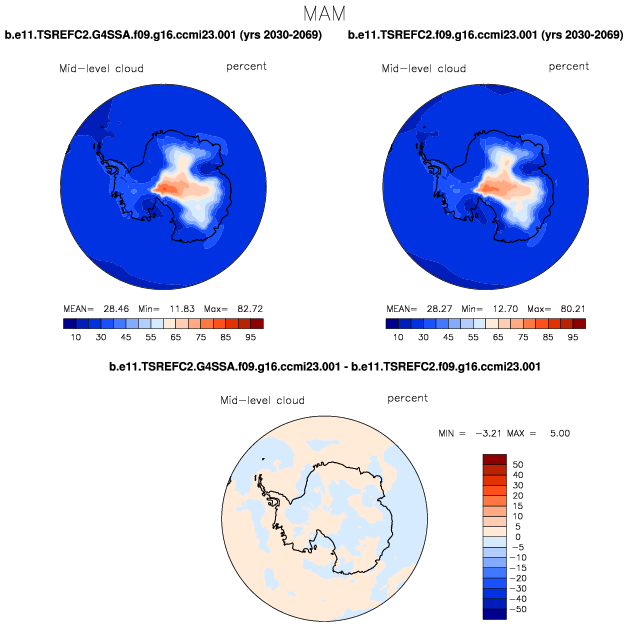 MAM
b.e11.TSREFC2.G4SSA.f09.g16.ccmi23.001 (yrs 2030-2069)
b.e11.TSREFC2.f09.g16.ccmi23.001 (yrs 2030-2069)
Mid-level cloud percent
Mid-level cloud percent
MEAN= 28.46 Min= 11.83 Max= 82.72
MEAN= 28.27 Min= 12.70 Max= 80.21
10 30 45 55 65 75 85 95
10 30 45 55 65 75 85 95
b.e11.TSREFC2.G4SSA.f09.g16.ccmi23.001 - b.e11.TSREFC2.f09.g16.ccmi23.001
Mid-level cloud percent
MIN = -3.21 MAX = 5.00
50
40
30
20
15
10
5
0
-5
-10
-15
-20
-30
-40
-50